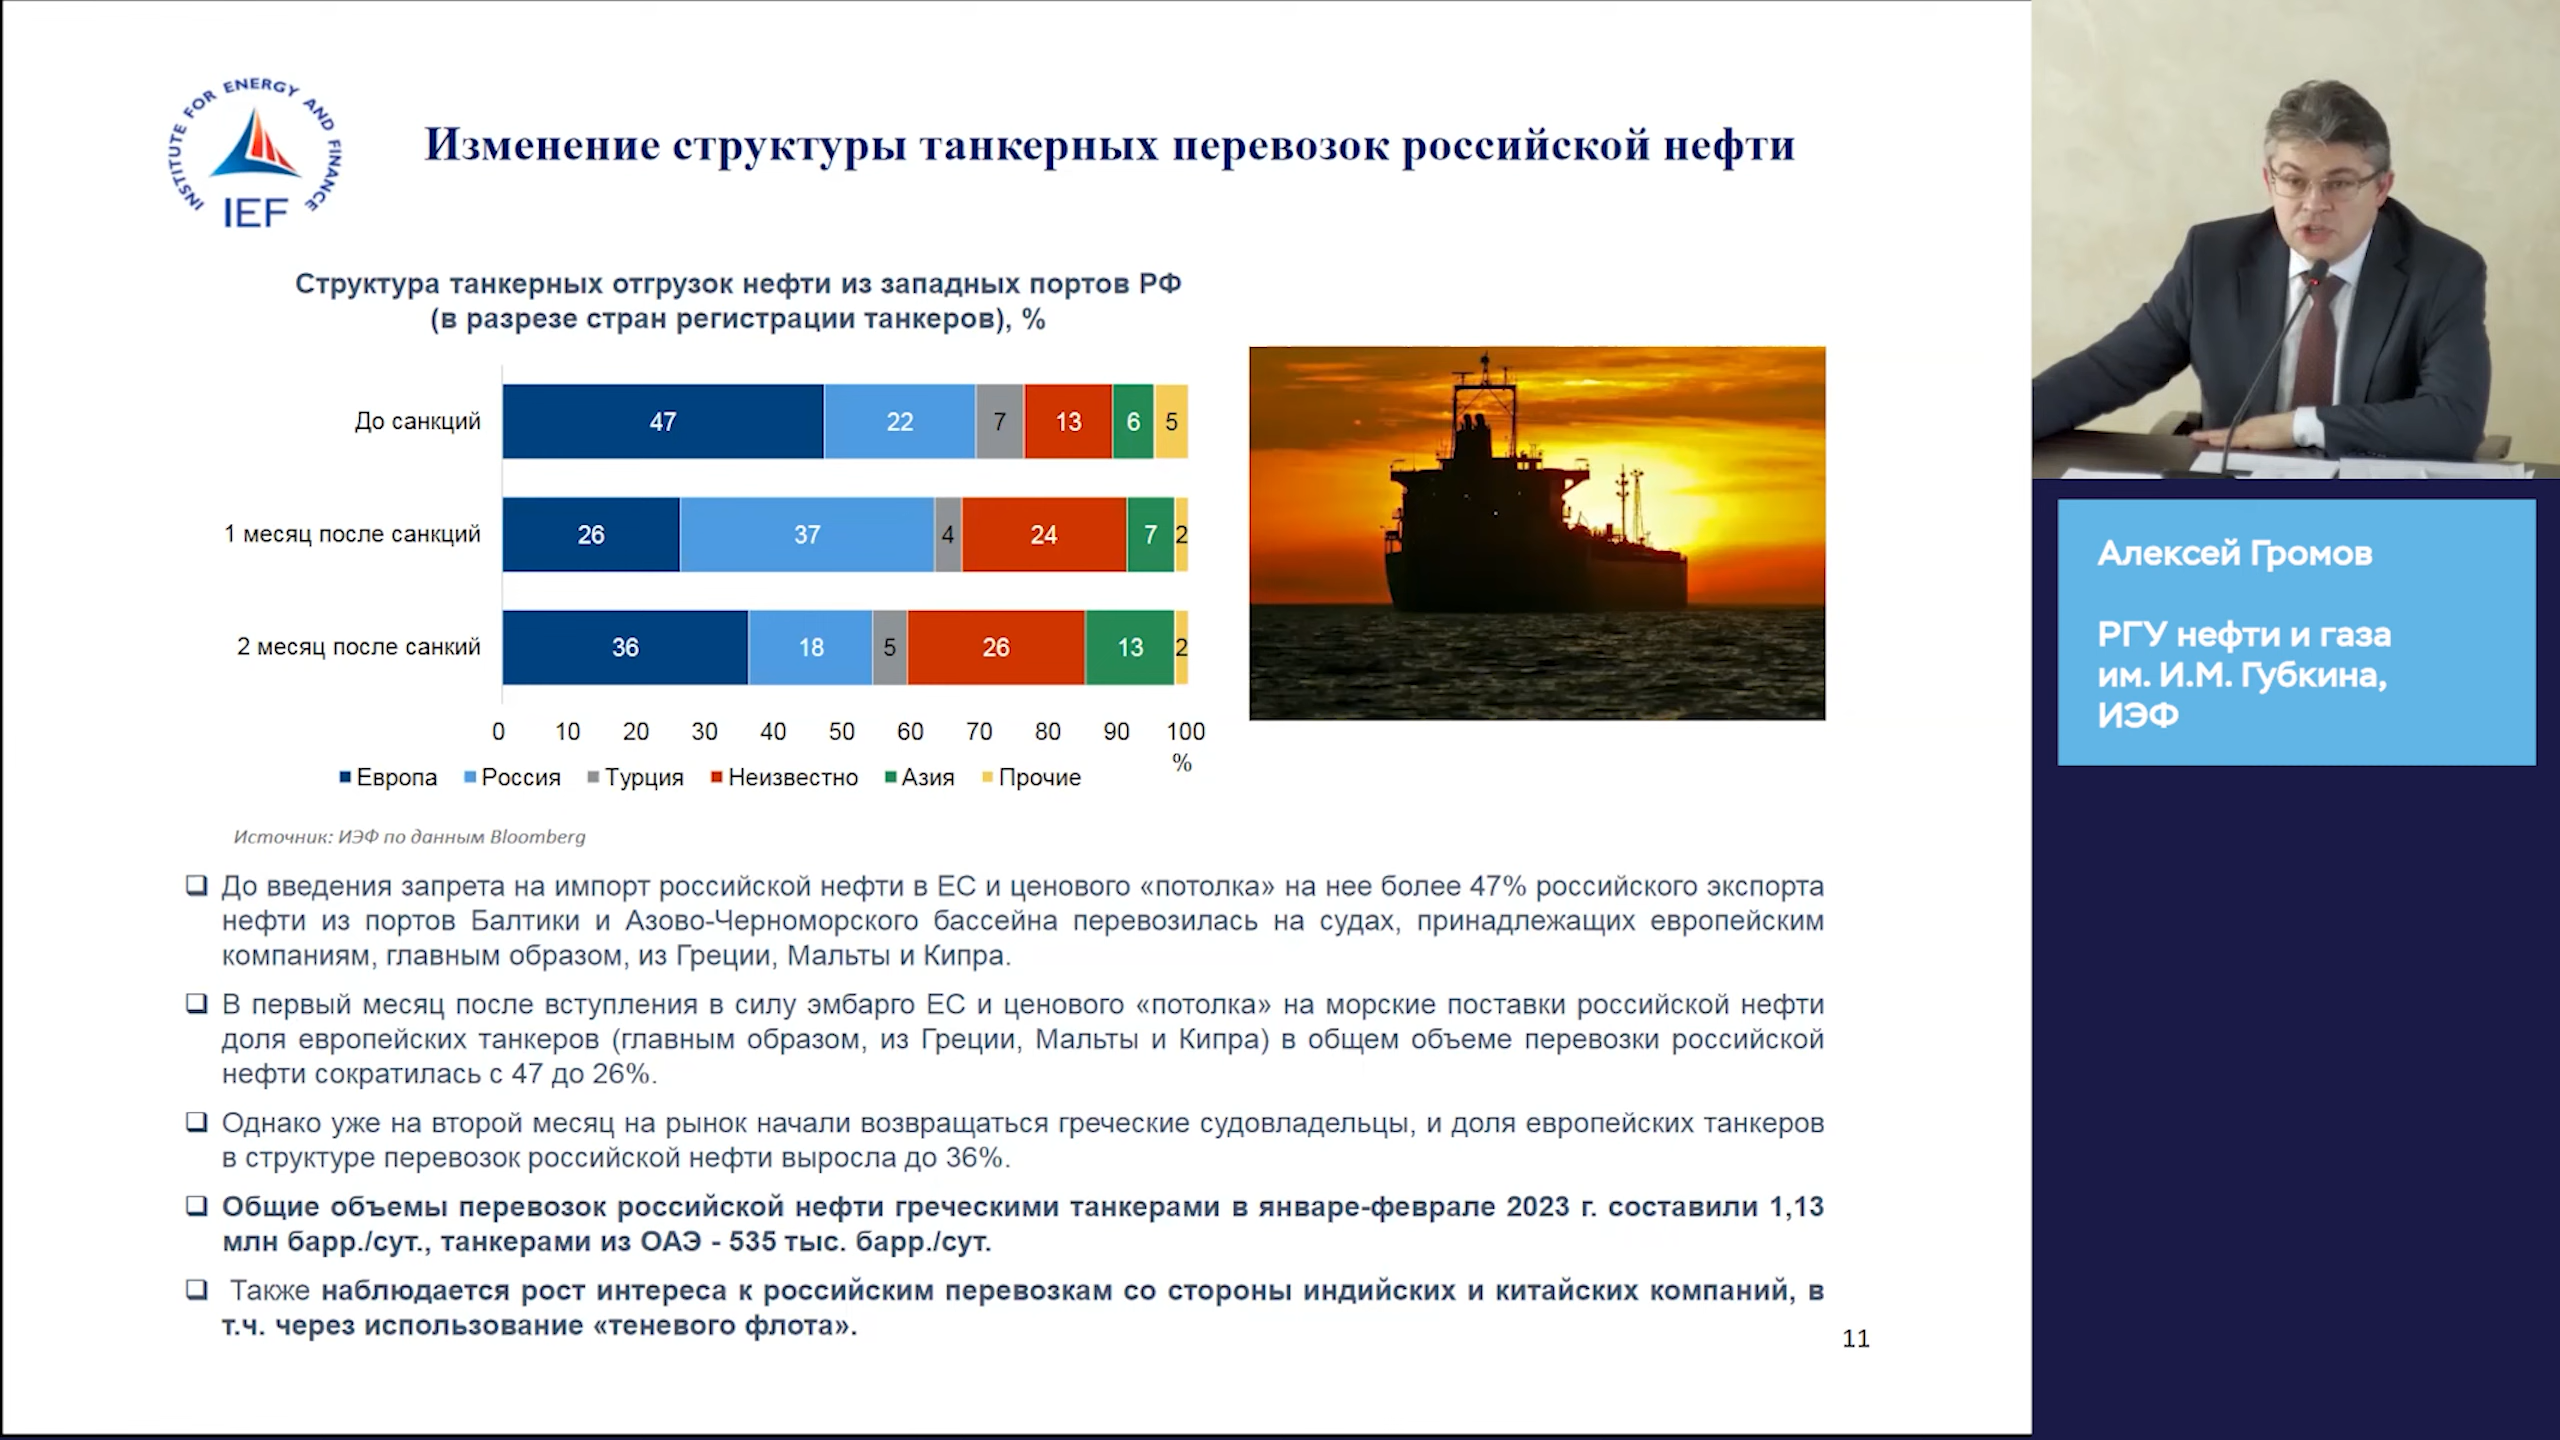 INSTITUTE FOR ENERGY AND FINANCE
IEF
Изменение структуры танкерных перевозок российской нефти
Структура танкерных отгрузок нефти из западных портов РФ
(в разрезе стран регистрации танкеров), %
До санкций 47 22 7 13 6 5
1 месяц после санкций 26 37 4 24 7 2
2 месяц после санкий 36 18 5 26 13 2
0 10 20 30 40 50 60 70 80 90 100
%
Европа Россия Турция Неизвестно Азия Прочие
Источник: ИЭФ по данным Bloomberg
До введения запрета на импорт российской нефти в ЕС и ценового «потолка» на нее более 47% российского экспорта
нефти из портов Балтики и Азово-Черноморского бассейна перевозилась на судах, принадлежащих европейским
компаниям, главным образом, из Греции, Мальты и Кипра.
В первый месяц после вступления в силу эмбарго ЕС и ценового «потолка» на морские поставки российской нефти
доля европейских танкеров (главным образом, из Греции, Мальты и Кипра) в общем объеме перевозки российской
нефти сократилась с 47 до 26%.
Однако уже на второй месяц на рынок начали возвращаться греческие судовладельцы, и доля европейских танкеров
в структуре перевозок российской нефти выросла до 36%.
Общие объемы перевозок российской нефти греческими танкерами в январе-феврале 2023 г. составили 1,13
млн барр./сут., танкерами из ОАЭ - 535 тыс. барр./сут.
Также наблюдается рост интереса к российским перевозкам со стороны индийских и китайских компаний, в
т.ч. через использование «теневого флота».
11
Алексей Громов
РГУ нефти и газа
им. И.М. Губкина,
ИЭФ